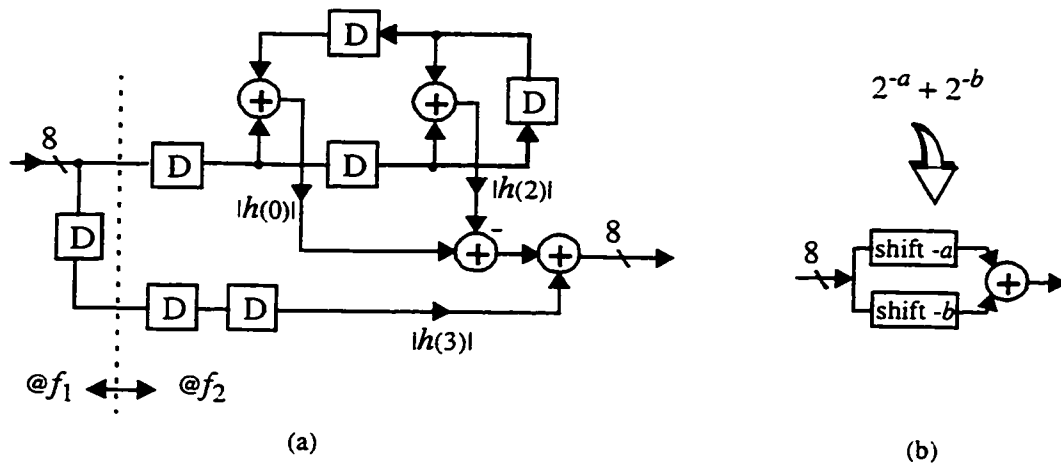 D
+
+
D
8
D
D
|h(0)|
|h(2)|
D
-
+
+
8
D
D
|h(3)|
@f₁
@f₂
(a)
2⁻ᵃ + 2⁻ᵇ
8
shift -a
+
shift -b
(b)